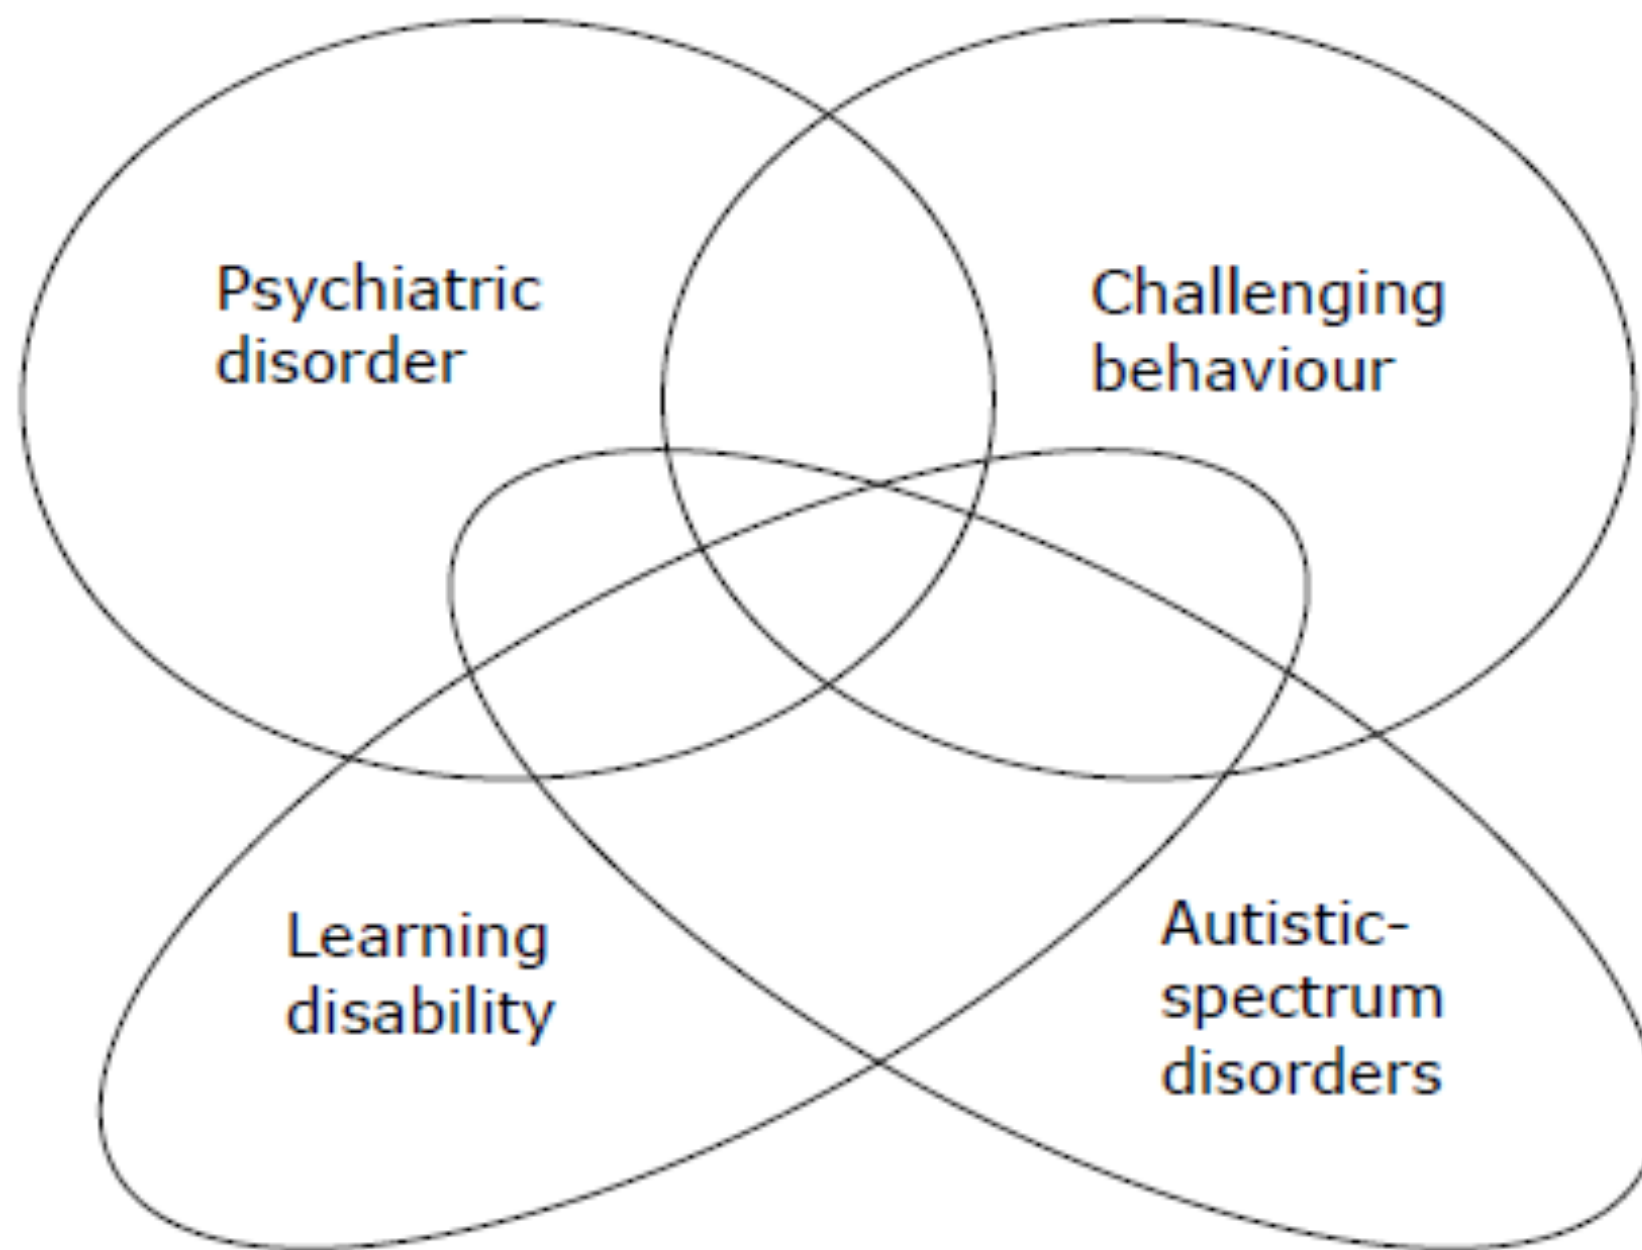 Psychiatric
disorder
Challenging
behaviour
Learning
disability
Autistic-
spectrum
disorders